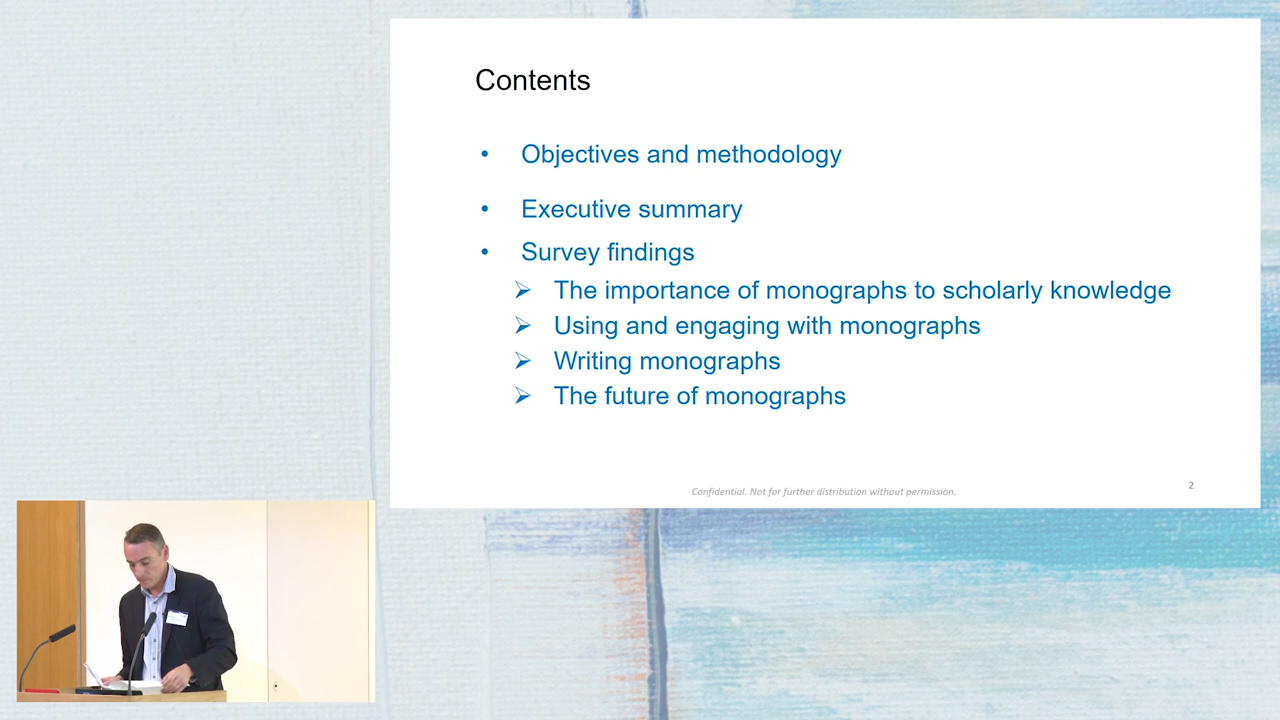 Contents
• Objectives and methodology
• Executive summary
• Survey findings
➢ The importance of monographs to scholarly knowledge
➢ Using and engaging with monographs
➢ Writing monographs
➢ The future of monographs
Confidential. Not for further distribution without permission.
2